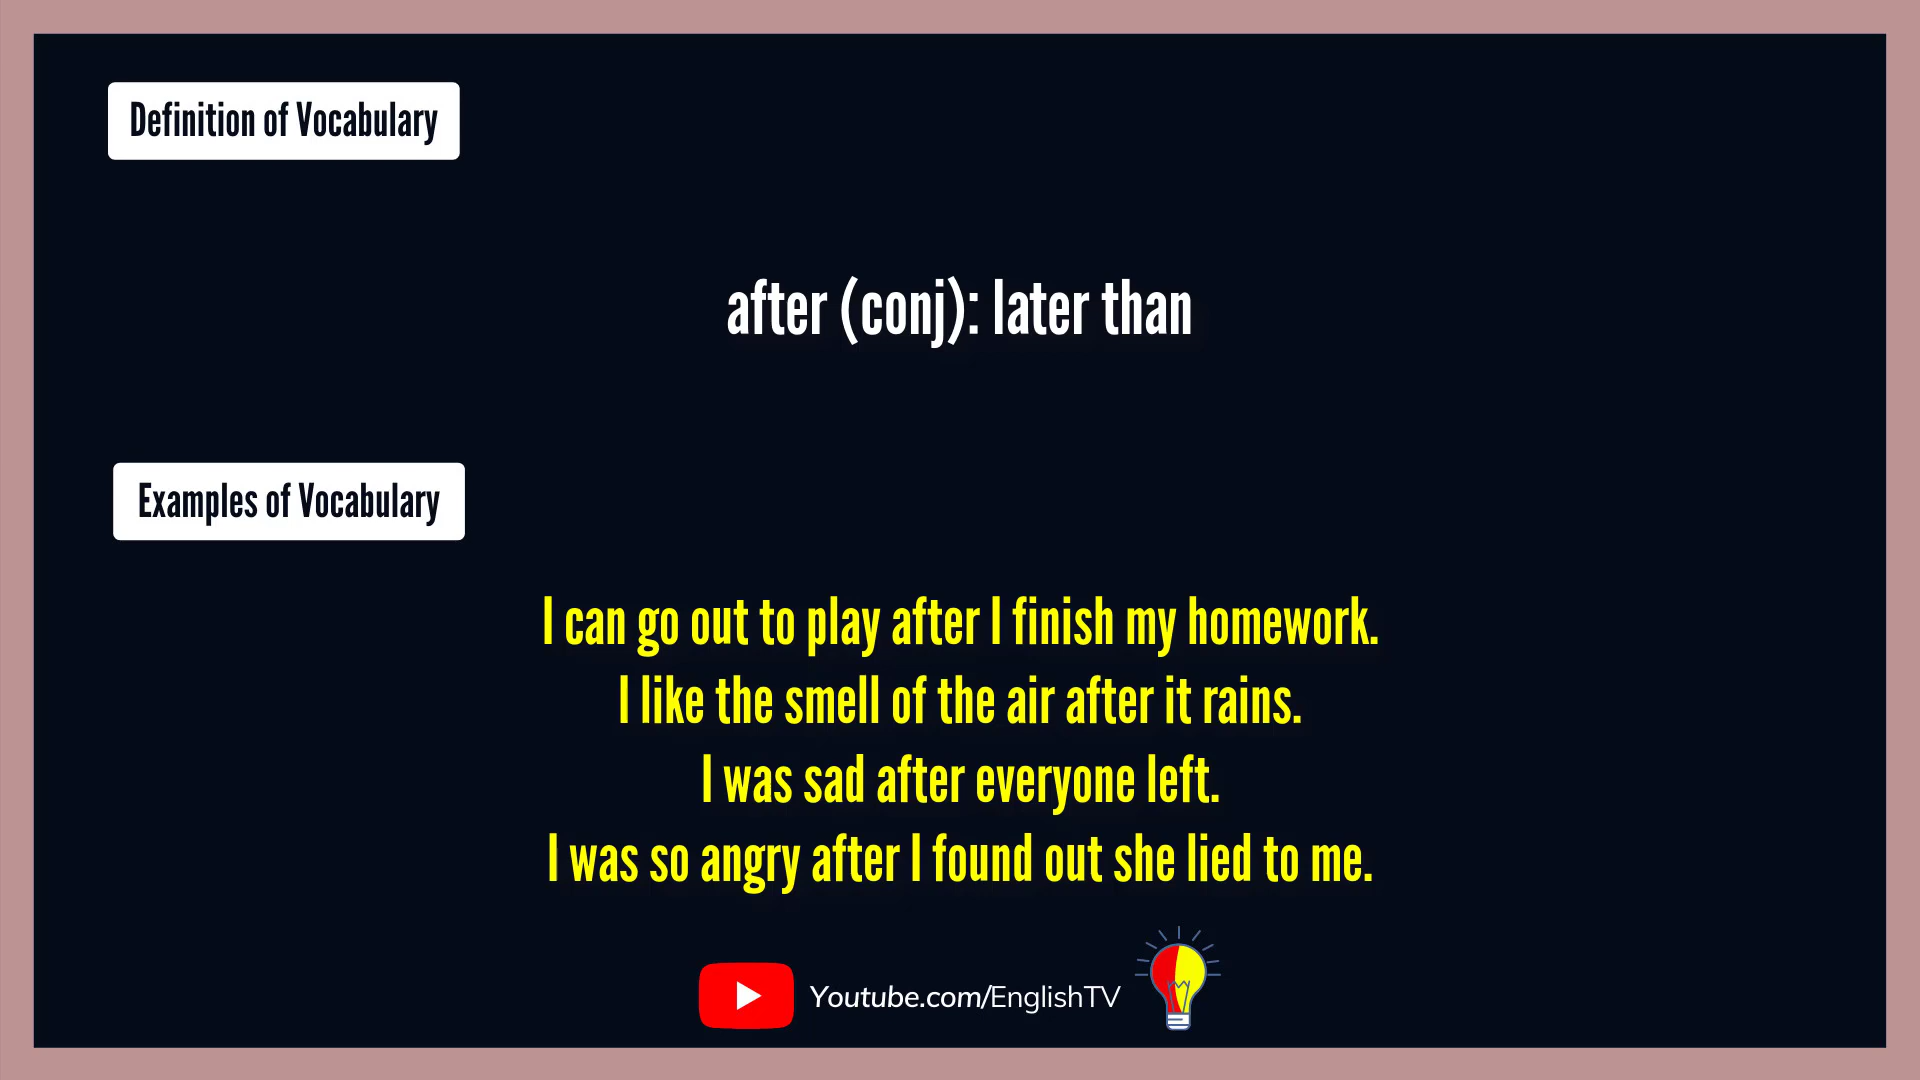 Definition of Vocabulary
after (conj): later than
Examples of Vocabulary
I can go out to play after I finish my homework.
I like the smell of the air after it rains.
I was sad after everyone left.
I was so angry after I found out she lied to me.
Youtube.com/EnglishTV